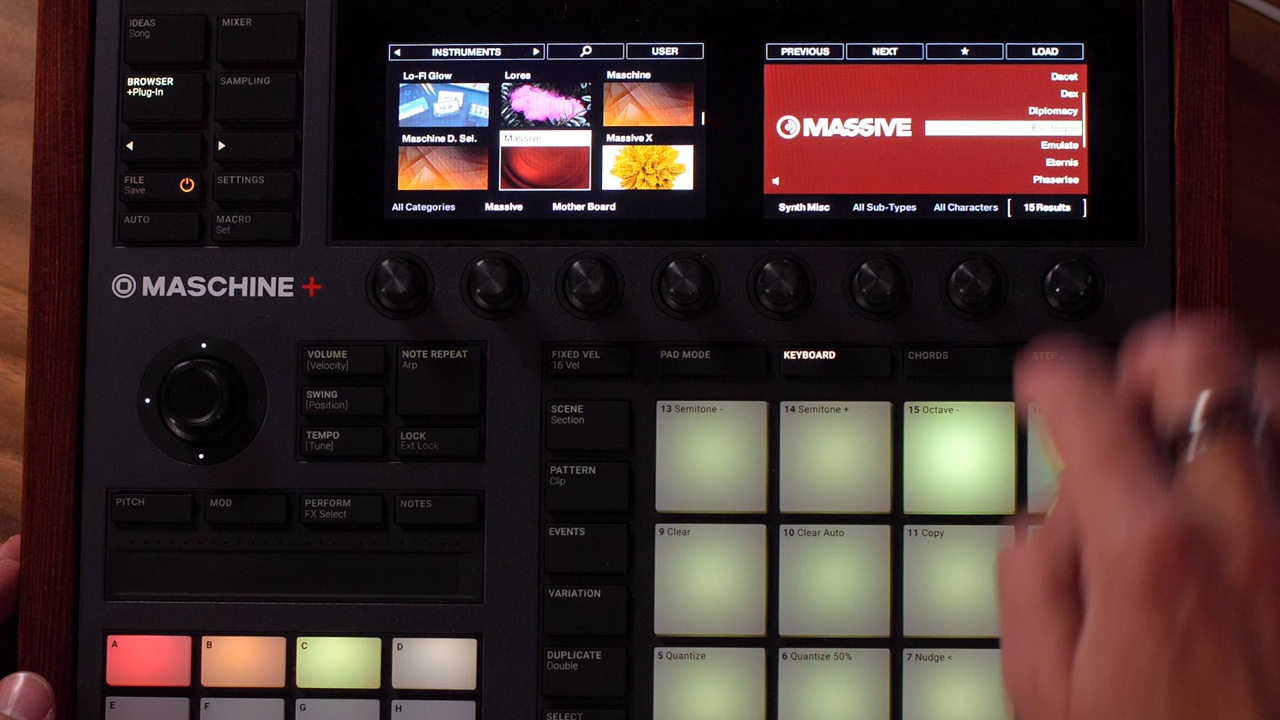 IDEAS
Song
MIXER
BROWSER
+Plug-In
SAMPLING
FILE
Save
SETTINGS
AUTO
MACRO
Set
INSTRUMENTS
USER
Lo-Fi Glow
Lores
Maschine
Maschine D. Sel.
Massive
Massive X
All Categories
Massive
Mother Board
PREVIOUS
NEXT
LOAD
MASSIVE
Dacet
Dex
Diplomacy
Emulate
Eternis
Phaserise
Synth Misc
All Sub-Types
All Characters
15 Results
MASCHINE +
VOLUME
[Velocity]
NOTE REPEAT
Arp
SWING
[Position]
TEMPO
[Tune]
LOCK
Ext Lock
PITCH
MOD
PERFORM
FX Select
NOTES
A
B
C
D
E
F
G
H
FIXED VEL
16 Vel
PAD MODE
KEYBOARD
CHORDS
STEP
SCENE
Section
PATTERN
Clip
EVENTS
VARIATION
DUPLICATE
Double
SELECT
13 Semitone -
14 Semitone +
15 Octave -
9 Clear
10 Clear Auto
11 Copy
5 Quantize
6 Quantize 50%
7 Nudge <